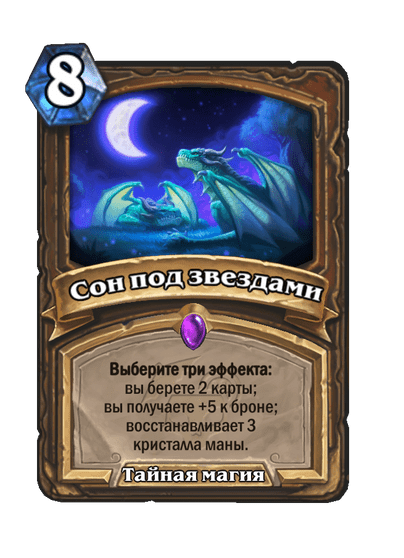 8
Сон под звездами
Выберите три эффекта:
вы берете 2 карты;
вы получаете +5 к броне;
восстанавливает 3
кристалла маны.
Тайная магия